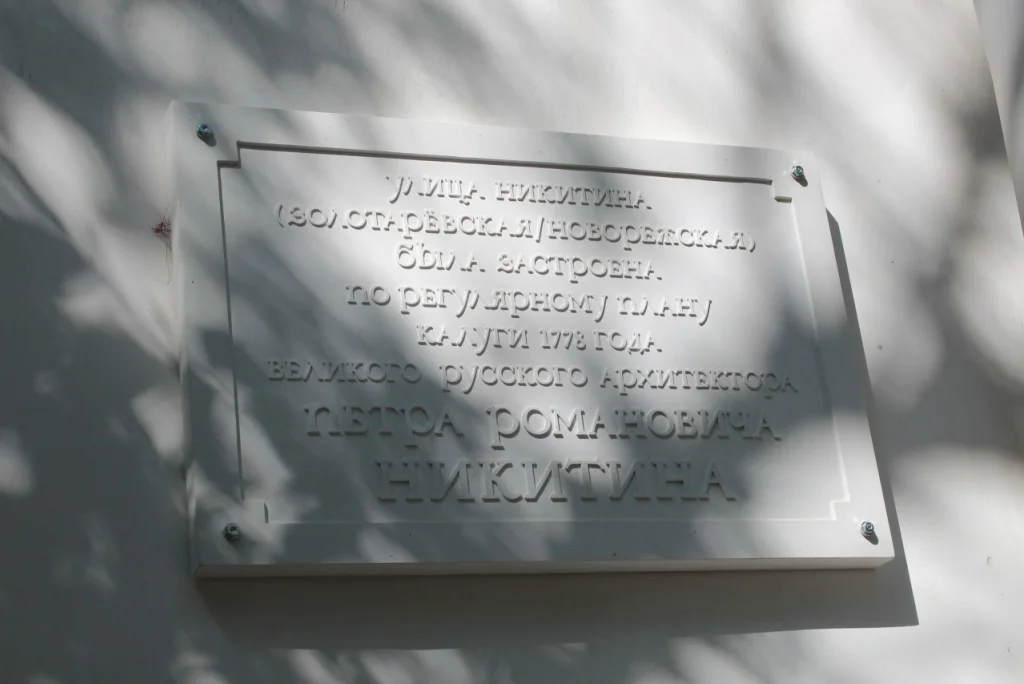 УЛИЦА НИКИТИНА
(ЗОЛОТАРЁВСКАЯ/НОВОРЕЖСКАЯ)
БЫЛА ЗАСТРОЕНА
ПО РЕГУЛЯРНОМУ ПЛАНУ
КАЛУГИ 1778 ГОДА
ВЕЛИКОГО РУССКОГО АРХИТЕКТОРА
ПЕТРА РОМАНОВИЧА
НИКИТИНА